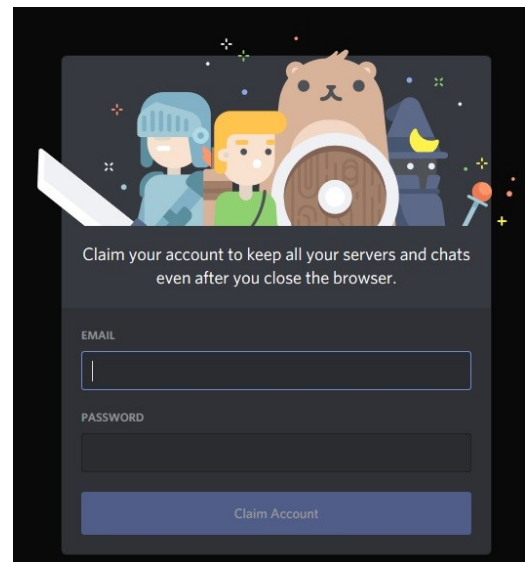 Claim your account to keep all your servers and chats
even after you close the browser.
EMAIL
PASSWORD
Claim Account